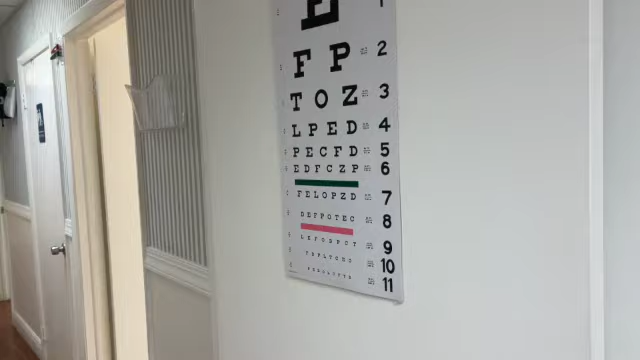 E 1
F P 2
T O Z 3
L P E D 4
P E C F D 5
E D F C Z P 6
F E L O P Z D 7
D E F P O T E C 8
L E F O D P C T 9
10
11